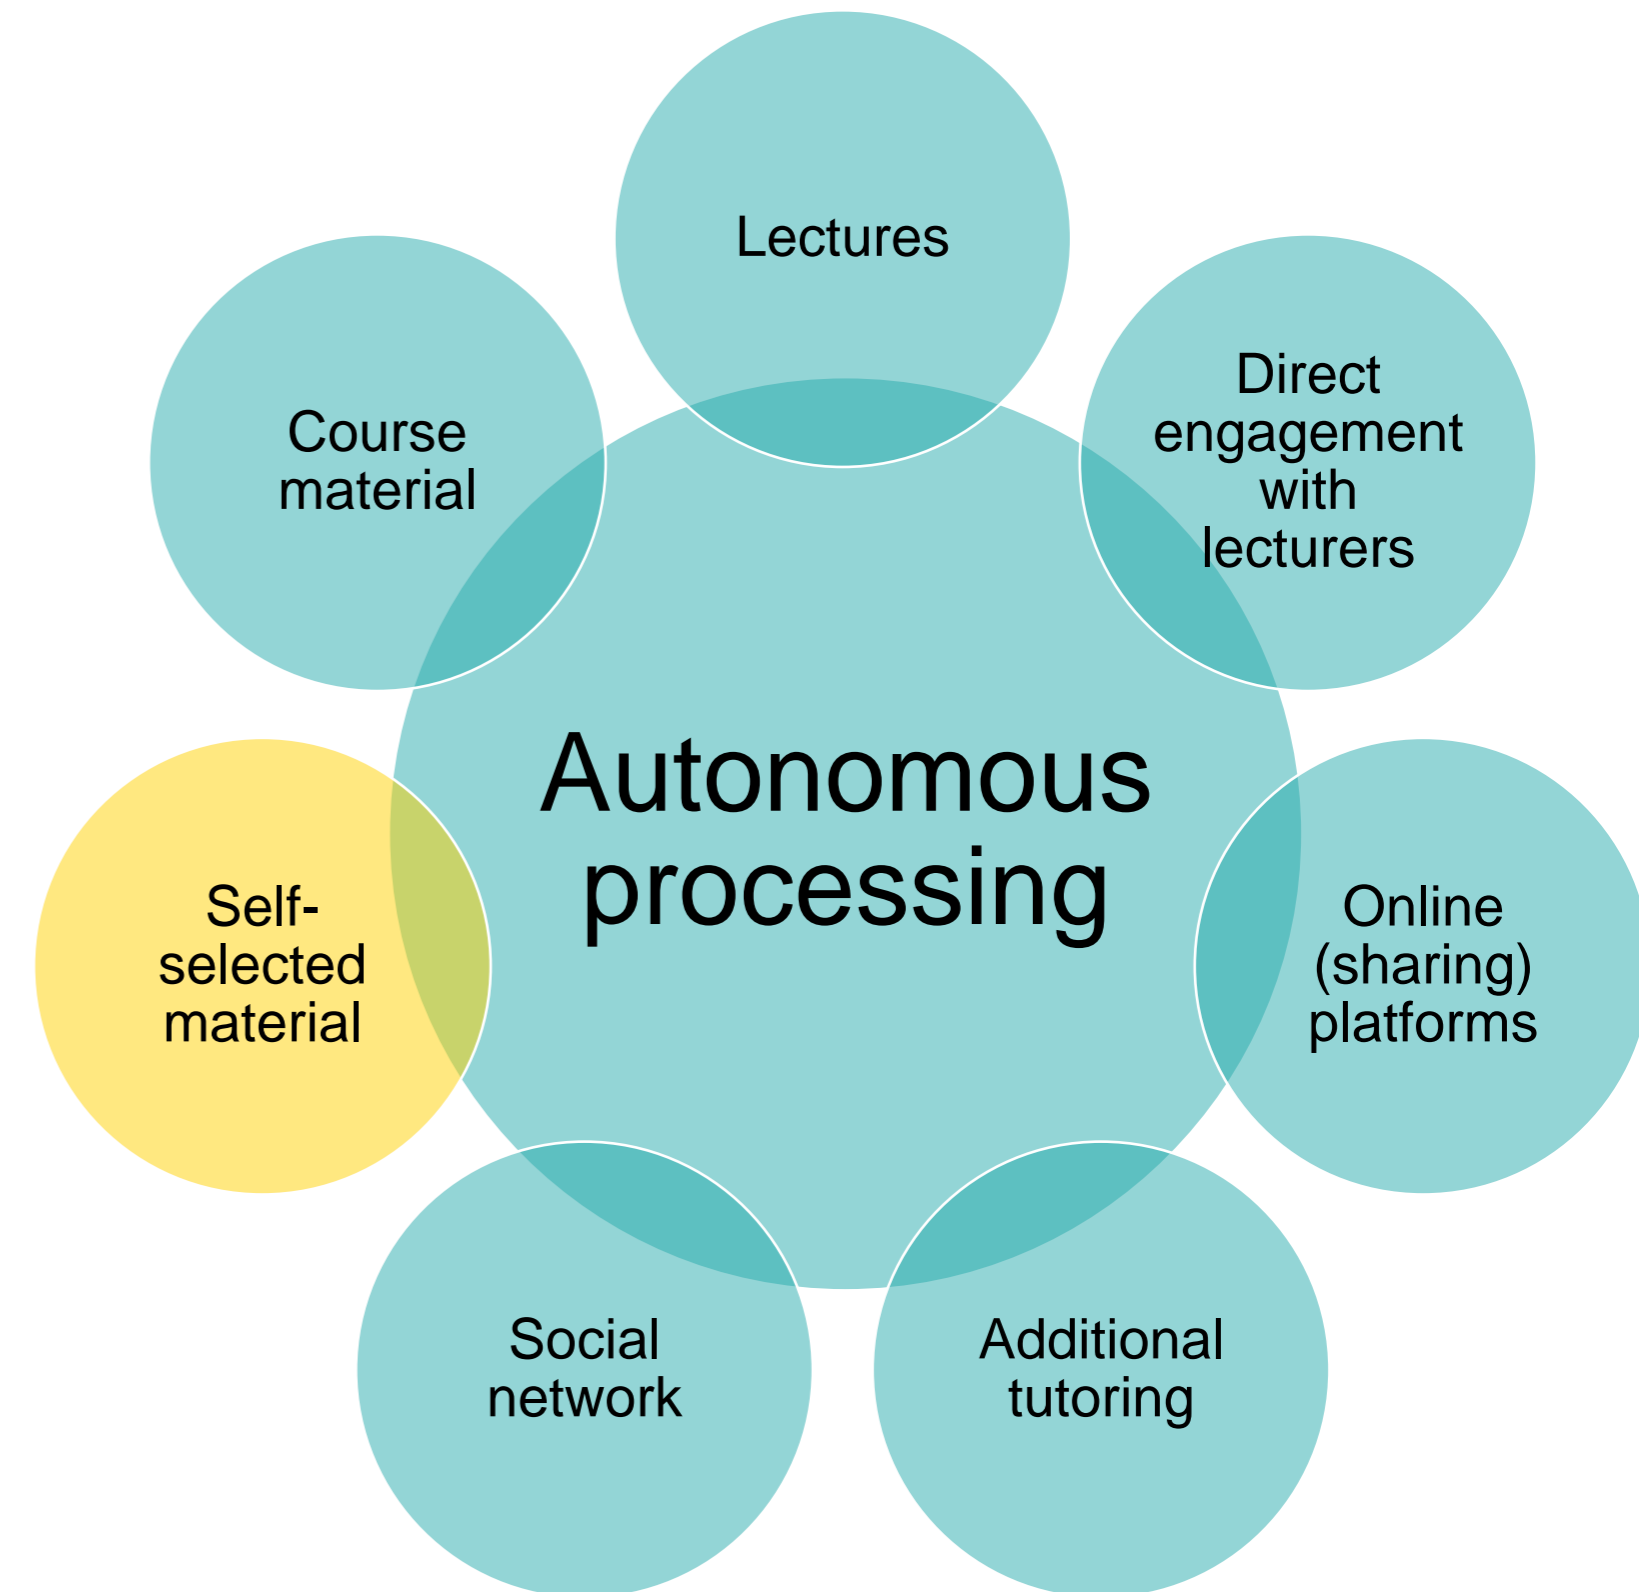 Lectures
Direct
engagement
with
lecturers
Course
material
Autonomous
processing
Self-
selected
material
Online
(sharing)
platforms
Social
network
Additional
tutoring